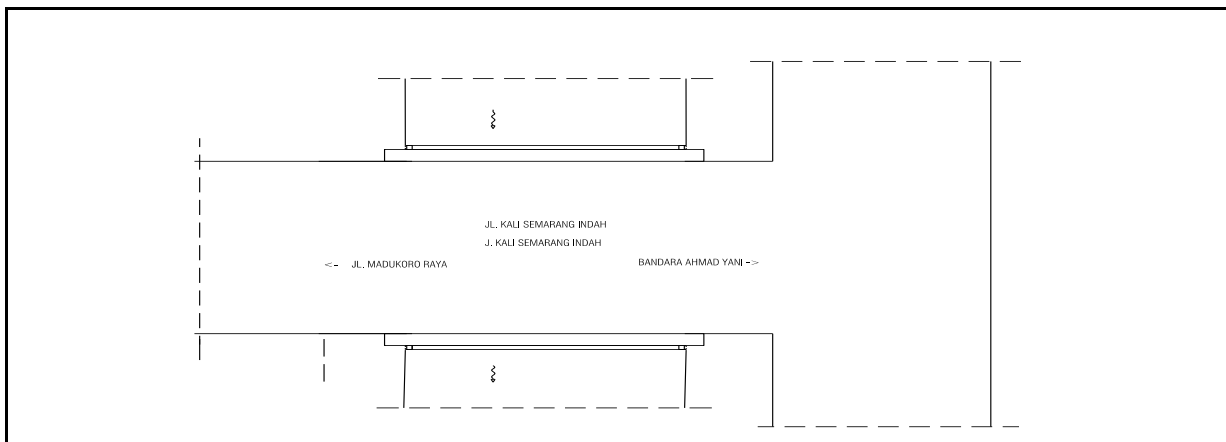 JL. KALI SEMARANG INDAH
J. KALI SEMARANG INDAH
<- JL. MADUKORO RAYA
BANDARA AHMAD YANI ->